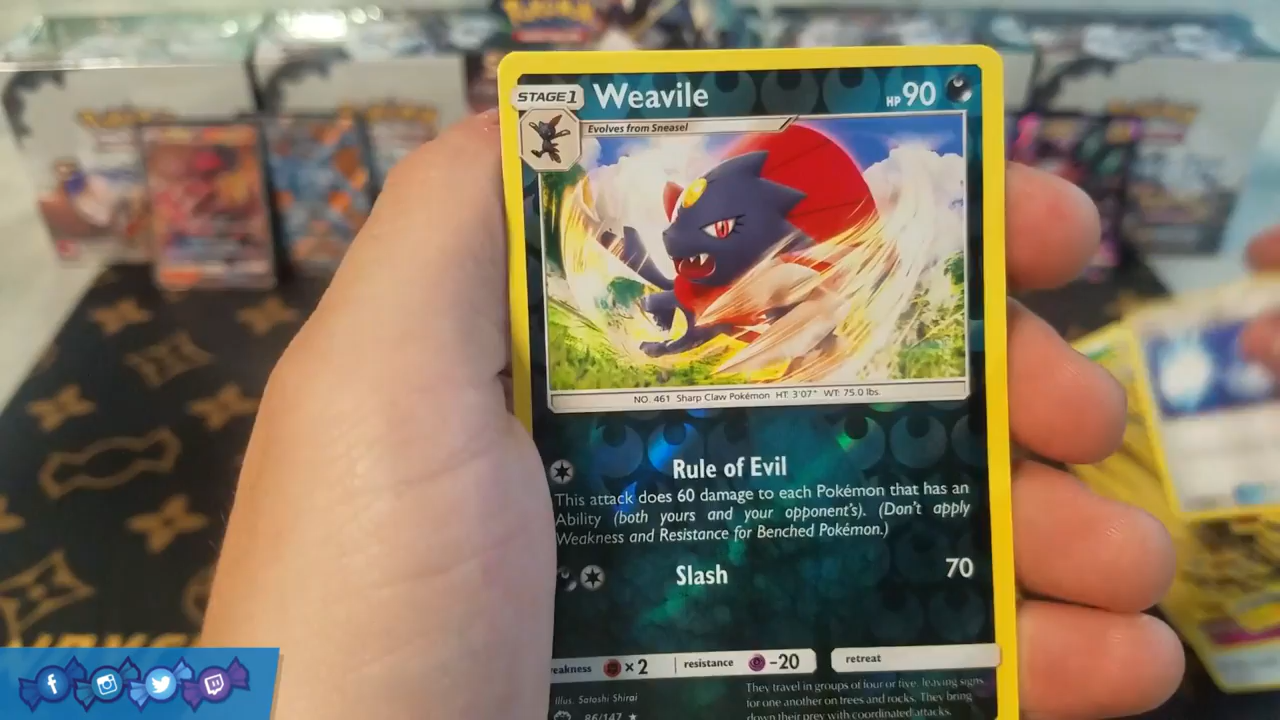 STAGE1 Weavile HP 90
Evolves from Sneasel
NO. 461 Sharp Claw Pokémon HT: 3'07" WT: 75.0 lbs.
Rule of Evil
This attack does 60 damage to each Pokémon that has an
Ability (both yours and your opponent's). (Don't apply
Weakness and Resistance for Benched Pokémon.)
Slash 70
eakness ×2 resistance -20 retreat
Illus. Satoshi Shirai
86/147 ★
They travel in groups of four or five, leaving signs
for one another on trees and rocks. They bring
down their prey with coordinated attacks.